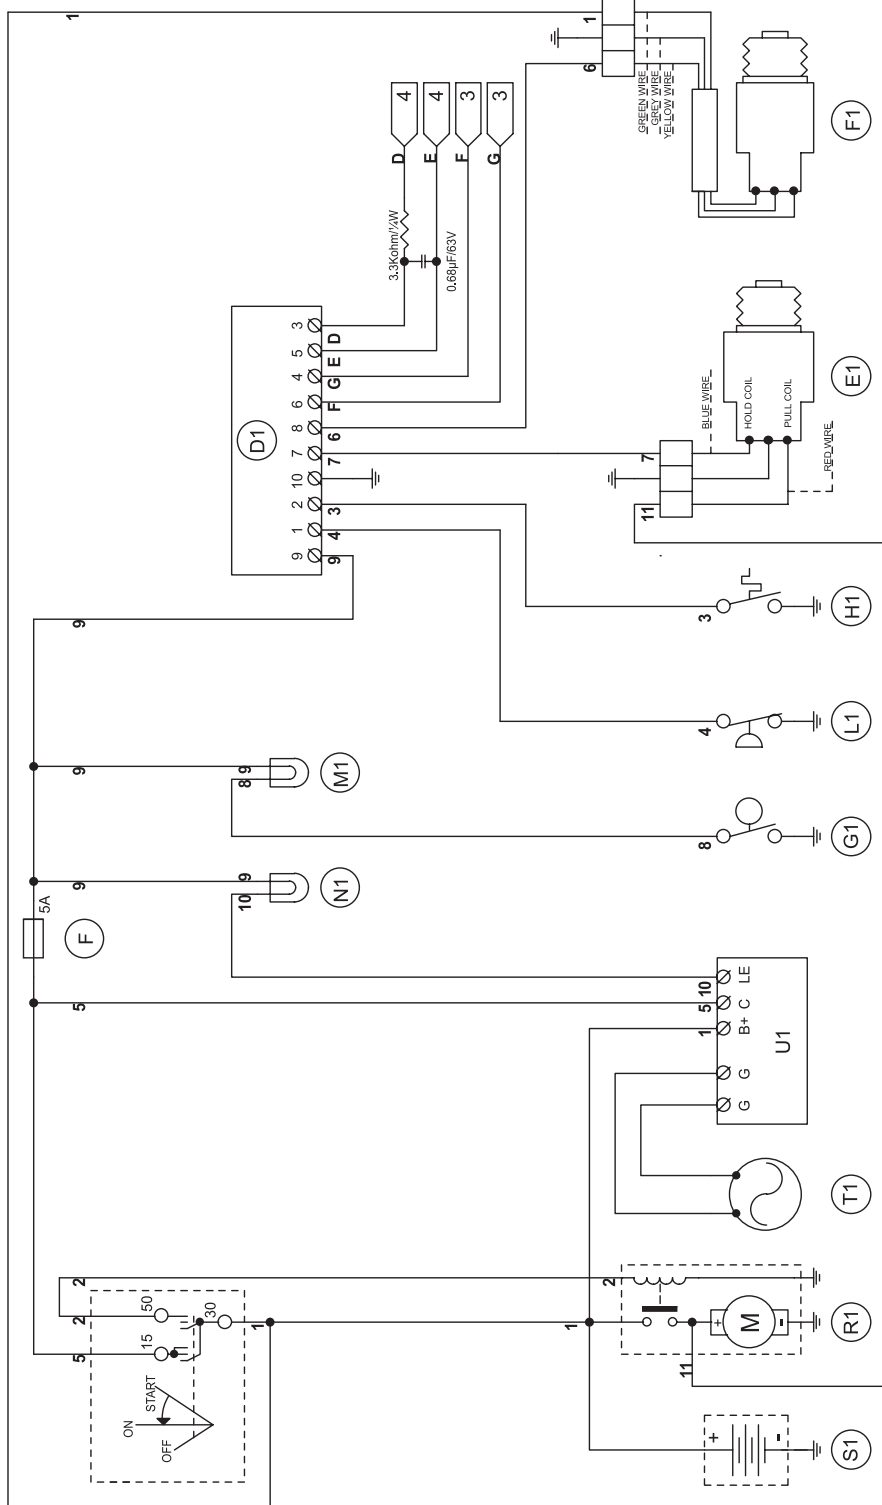 1
1
6
GREEN WIRE
GREY WIRE
YELLOW WIRE
F1
4
4
3
3
D
E
F
G
3.3Kohm/¼W
0.68µF/63V
D1
3
5
4
6
8
7
10
2
1
9
D
E
G
F
6
7
3
4
9
BLUE WIRE
HOLD COIL
PULL COIL
RED WIRE
7
11
E1
9
3
H1
4
L1
9
9
8
M1
8
G1
9
9
10
N1
5A
F
5
10
5
1
LE
C
B+
G
G
U1
T1
2
2
2
50
15
30
5
1
1
START
ON
OFF
11
+
M
-
R1
+
-
S1